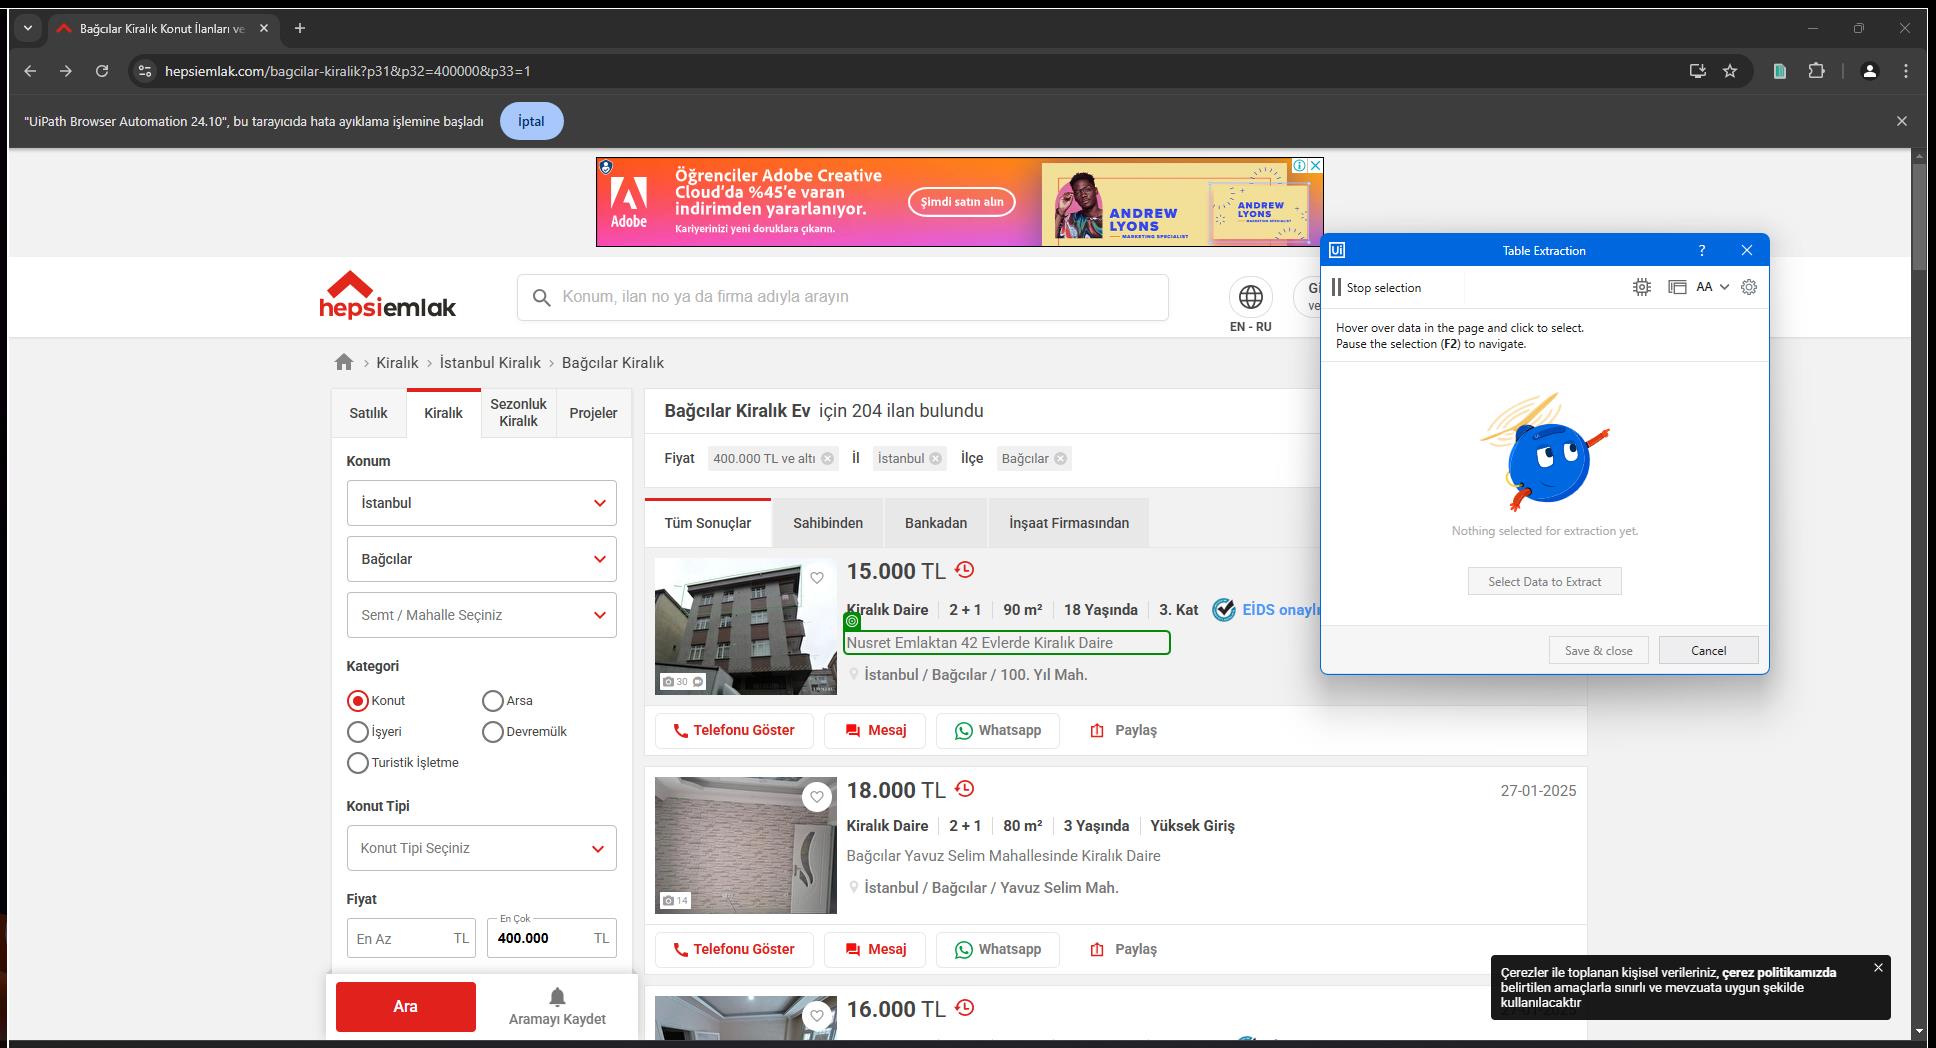 Bağcılar Kiralık Konut İlanları ve
hepsiemlak.com/bagcilar-kiralik?p31&p32=400000&p33=1
"UiPath Browser Automation 24.10", bu tarayıcıda hata ayıklama işlemine başladı
İptal
Adobe
Öğrenciler Adobe Creative
Cloud'da %45'e varan
indirimden yararlanıyor.
Kariyerinizi yeni doruklara çıkarın.
Şimdi satın alın
ANDREW
LYONS
MARKETING SPECIALIST
ANDREW
LYONS
MARKETING SPECIALIST
hepsiemlak
Konum, ilan no ya da firma adıyla arayın
EN - RU
Gi
ve
Kiralık
İstanbul Kiralık
Bağcılar Kiralık
Satılık
Kiralık
Sezonluk
Kiralık
Projeler
Konum
İstanbul
Bağcılar
Semt / Mahalle Seçiniz
Kategori
Konut
Arsa
İşyeri
Devremülk
Turistik İşletme
Konut Tipi
Konut Tipi Seçiniz
Fiyat
En Az TL
En Çok
400.000 TL
Ara
Aramayı Kaydet
Bağcılar Kiralık Ev için 204 ilan bulundu
Fiyat 400.000 TL ve altı İl İstanbul İlçe Bağcılar
Tüm Sonuçlar
Sahibinden
Bankadan
İnşaat Firmasından
30
15.000 TL
Kiralık Daire 2 + 1 90 m² 18 Yaşında 3. Kat EİDS onaylı
Nusret Emlaktan 42 Evlerde Kiralık Daire
İstanbul / Bağcılar / 100. Yıl Mah.
Telefonu Göster
Mesaj
Whatsapp
Paylaş
14
18.000 TL
27-01-2025
Kiralık Daire 2 + 1 80 m² 3 Yaşında Yüksek Giriş
Bağcılar Yavuz Selim Mahallesinde Kiralık Daire
İstanbul / Bağcılar / Yavuz Selim Mah.
Telefonu Göster
Mesaj
Whatsapp
Paylaş
16.000 TL
27-01-2025
Ui
Table Extraction
?
Stop selection
AA
Hover over data in the page and click to select.
Pause the selection (F2) to navigate.
Nothing selected for extraction yet.
Select Data to Extract
Save & close
Cancel
Çerezler ile toplanan kişisel verileriniz, çerez politikamızda
belirtilen amaçlarla sınırlı ve mevzuata uygun şekilde
kullanılacaktır